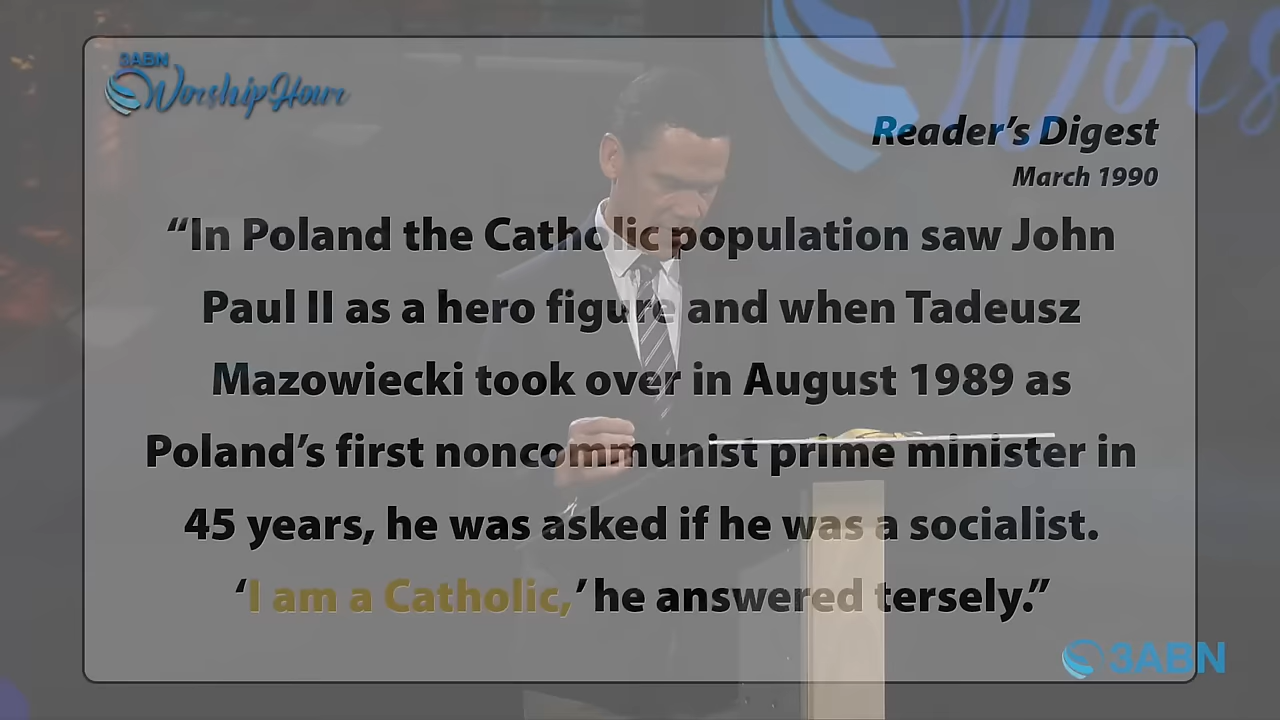 3ABN
Worship Hour
Wors
Reader's Digest
March 1990
“In Poland the Catholic population saw John
Paul II as a hero figure and when Tadeusz
Mazowiecki took over in August 1989 as
Poland’s first noncommunist prime minister in
45 years, he was asked if he was a socialist.
‘I am a Catholic,’ he answered tersely.”
3ABN